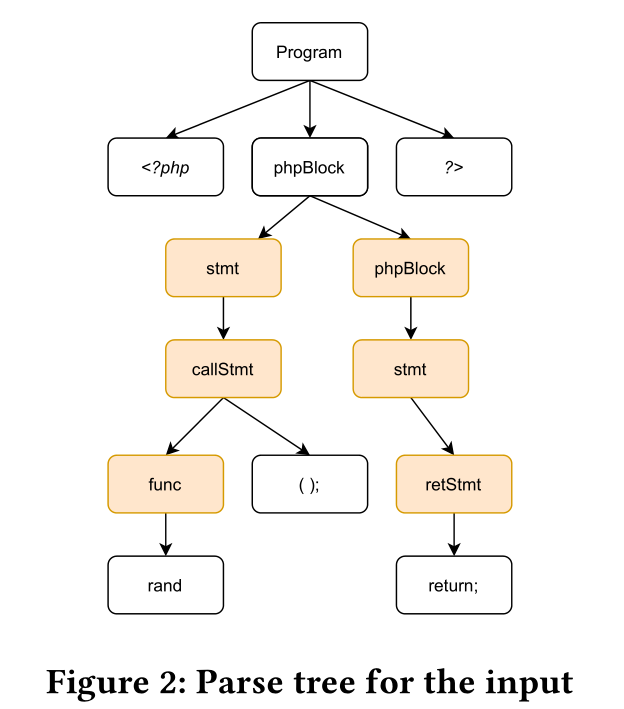 Program
<?php
phpBlock
?>
stmt
phpBlock
callStmt
stmt
func
( );
retStmt
rand
return;
Figure 2: Parse tree for the input